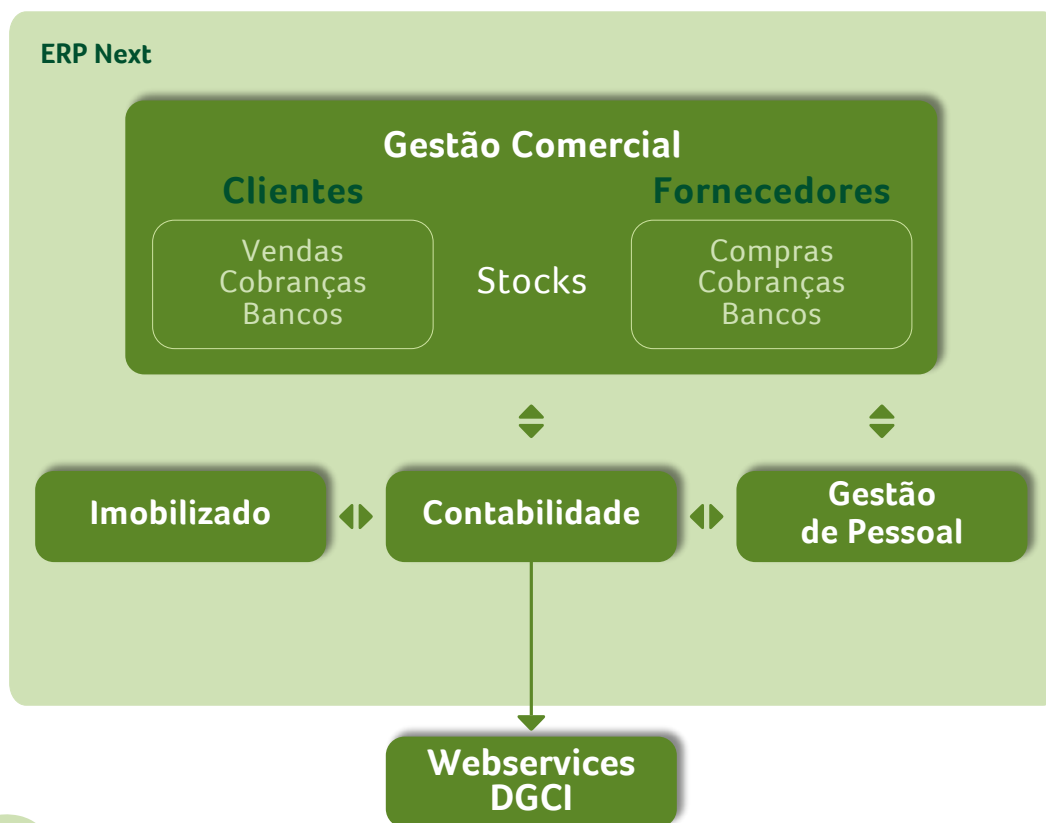 ERP Next
Gestão Comercial
Clientes
Vendas
Cobranças
Bancos
Stocks
Fornecedores
Compras
Cobranças
Bancos
Imobilizado
Contabilidade
Gestão
de Pessoal
Webservices
DGCI